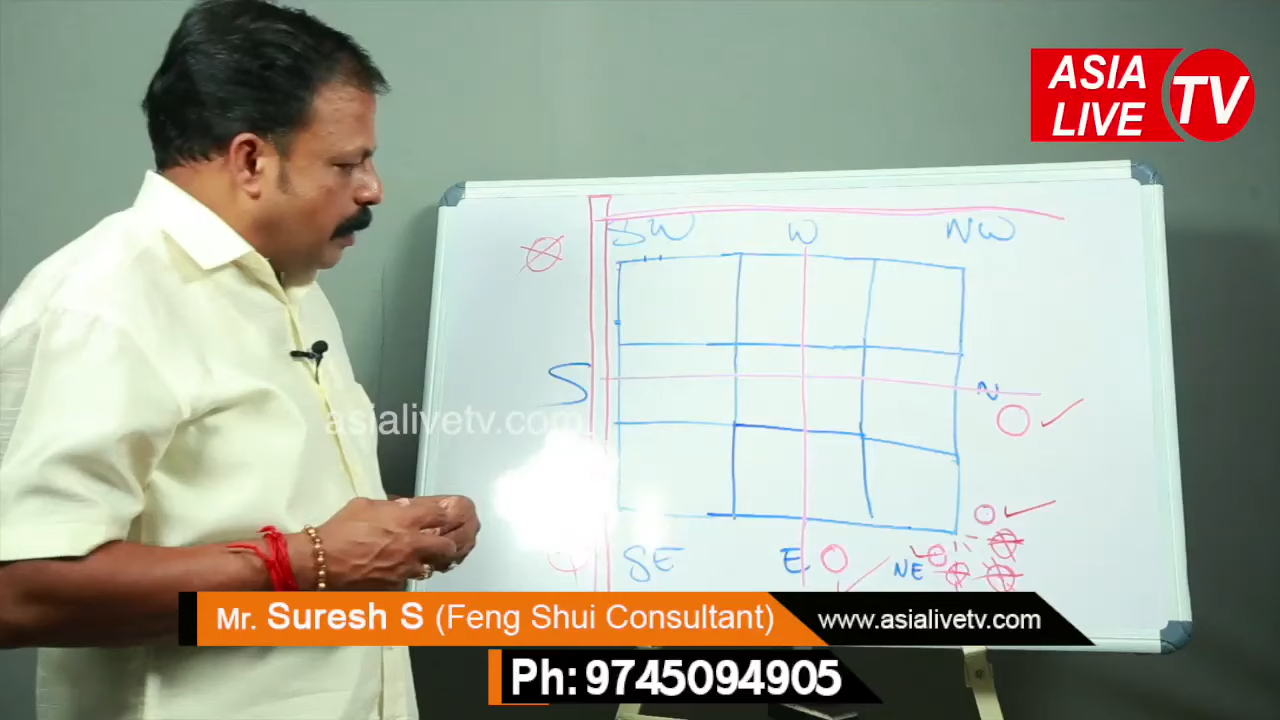 ASIA
LIVE
TV
SW W NW
S
N
asialivetv.com
SE E NE
Mr. Suresh S (Feng Shui Consultant)
www.asialivetv.com
Ph: 9745094905